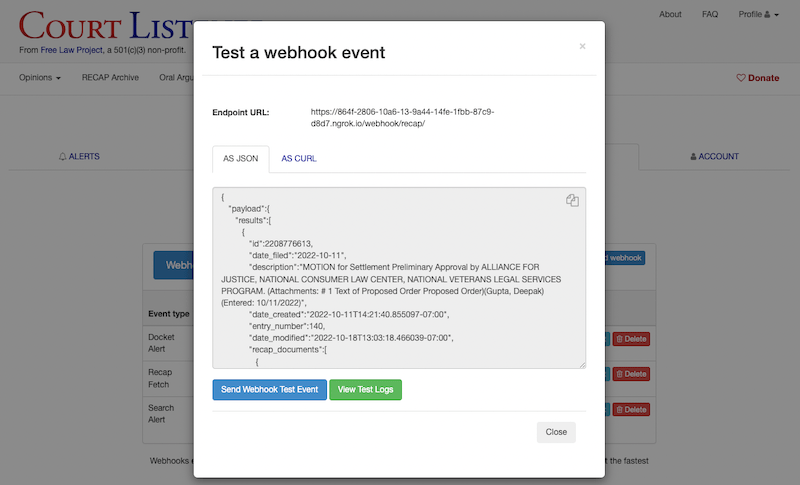 COURT LIST
From Free Law Project, a 501(c)(3) non-profit.
About FAQ Profile
Opinions RECAP Archive Oral Argu
Donate
Test a webhook event
×
Endpoint URL: https://864f-2806-10a6-13-9a44-14fe-1fbb-87c9-
d8d7.ngrok.io/webhook/recap/
ALERTS
AS JSON AS CURL
ACCOUNT
{
"payload":{
"results":[
{
"id":2208776613,
"date_filed":"2022-10-11",
"description":"MOTION for Settlement Preliminary Approval by ALLIANCE FOR
JUSTICE, NATIONAL CONSUMER LAW CENTER, NATIONAL VETERANS LEGAL SERVICES
PROGRAM. (Attachments: # 1 Text of Proposed Order Proposed Order)(Gupta, Deepak)
(Entered: 10/11/2022)",
"date_created":"2022-10-11T14:21:40.855097-07:00",
"entry_number":140,
"date_modified":"2022-10-18T13:03:18.466039-07:00",
"recap_documents":[
{
Webh
d webhook
Event type
Docket
Alert
Delete
Recap
Fetch
Delete
Search
Alert
Delete
Send Webhook Test Event View Test Logs
Close
Webhooks
t the fastest